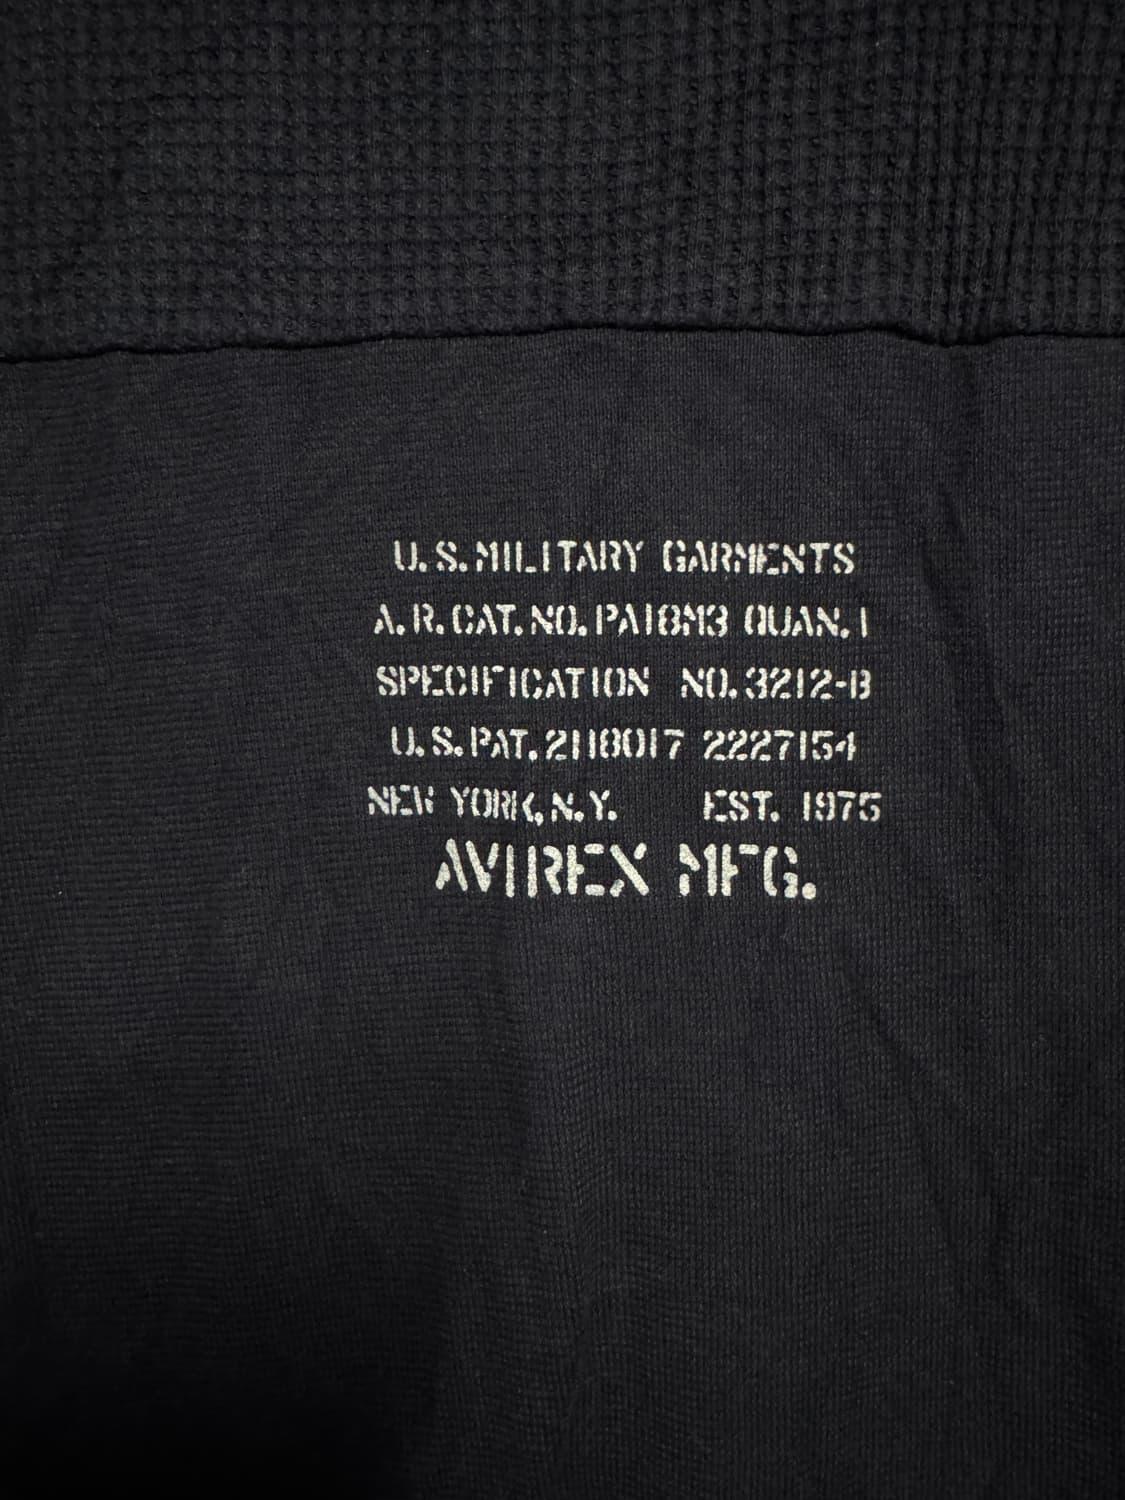 U.S. MILITARY GARMENTS
A.R. CAT. NO. PA18M3 QUAN. 1
SPECIFICATION NO. 3212-B
U.S. PAT. 2118017 2227154
NEW YORK, N.Y. EST. 1975
AVIREX MFG.